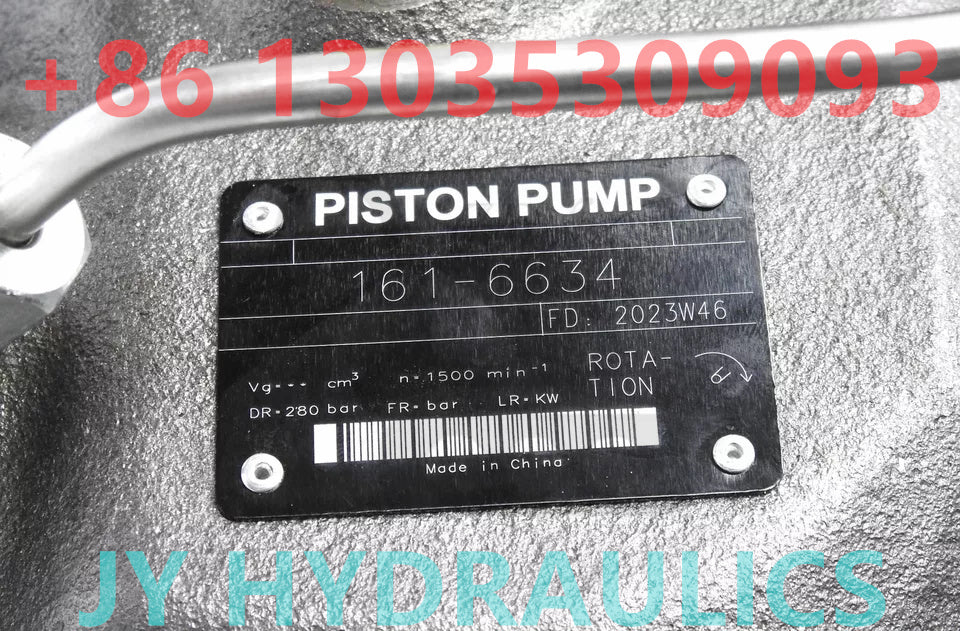 +86 13035309093
PISTON PUMP
161-6634
FD: 2023W46
Vg=-- cm³ n=1500 min-1
ROTA-
TION
DR=280 bar FR=bar LR=KW
Made in China
JY HYDRAULICS